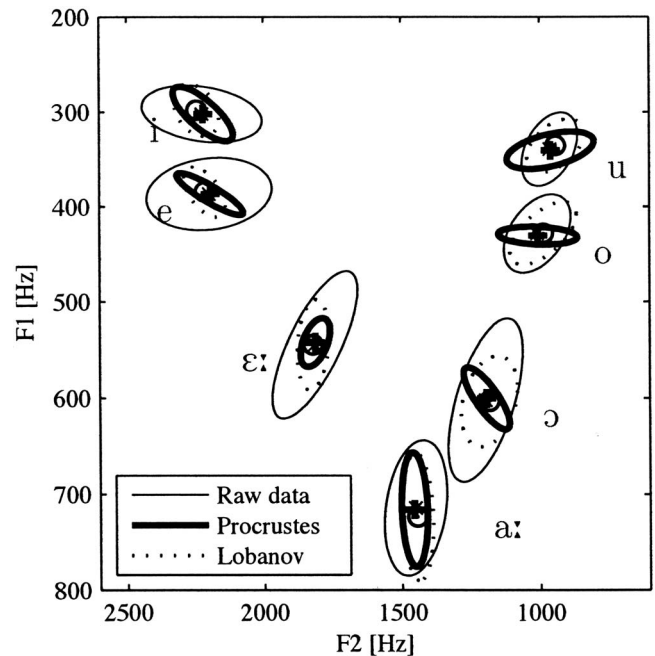 200
300
400
500
600
700
800
F1 [Hz]
i
e
u
o
ɛː
ɔ
aː
Raw data
Procrustes
Lobanov
2500
2000
1500
1000
F2 [Hz]